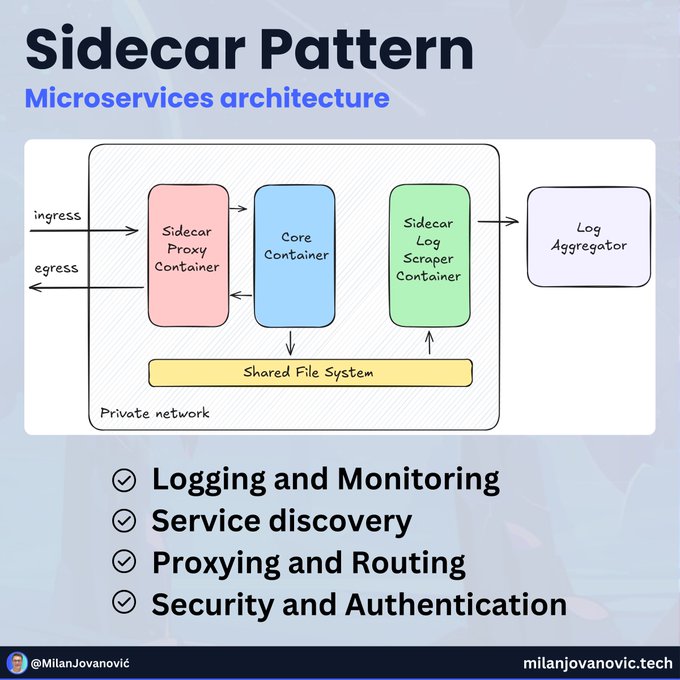 Sidecar Pattern
Microservices architecture
ingress
egress
Sidecar
Proxy
Container
Core
Container
Sidecar
Log
Scraper
Container
Log
Aggregator
Shared File System
Private network
Logging and Monitoring
Service discovery
Proxying and Routing
Security and Authentication
@MilanJovanović
milanjovanovic.tech